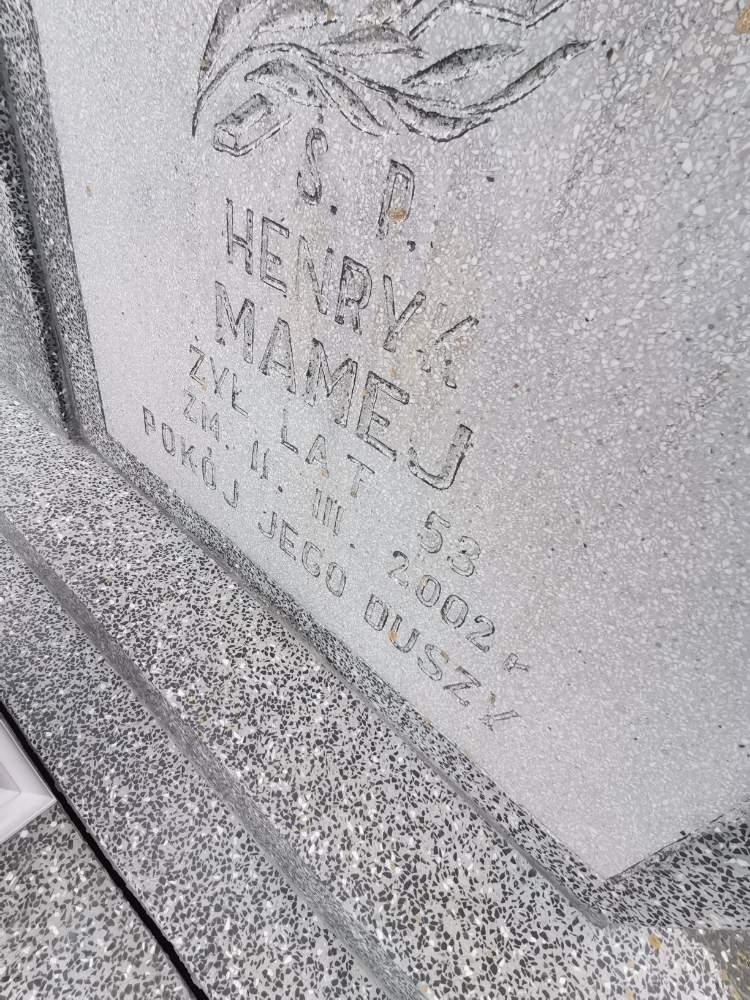 Ś. P.
HENRYK
MAMEJ
ŻYŁ LAT 53
ZM. 11. III. 2002 r
POKÓJ JEGO DUSZY